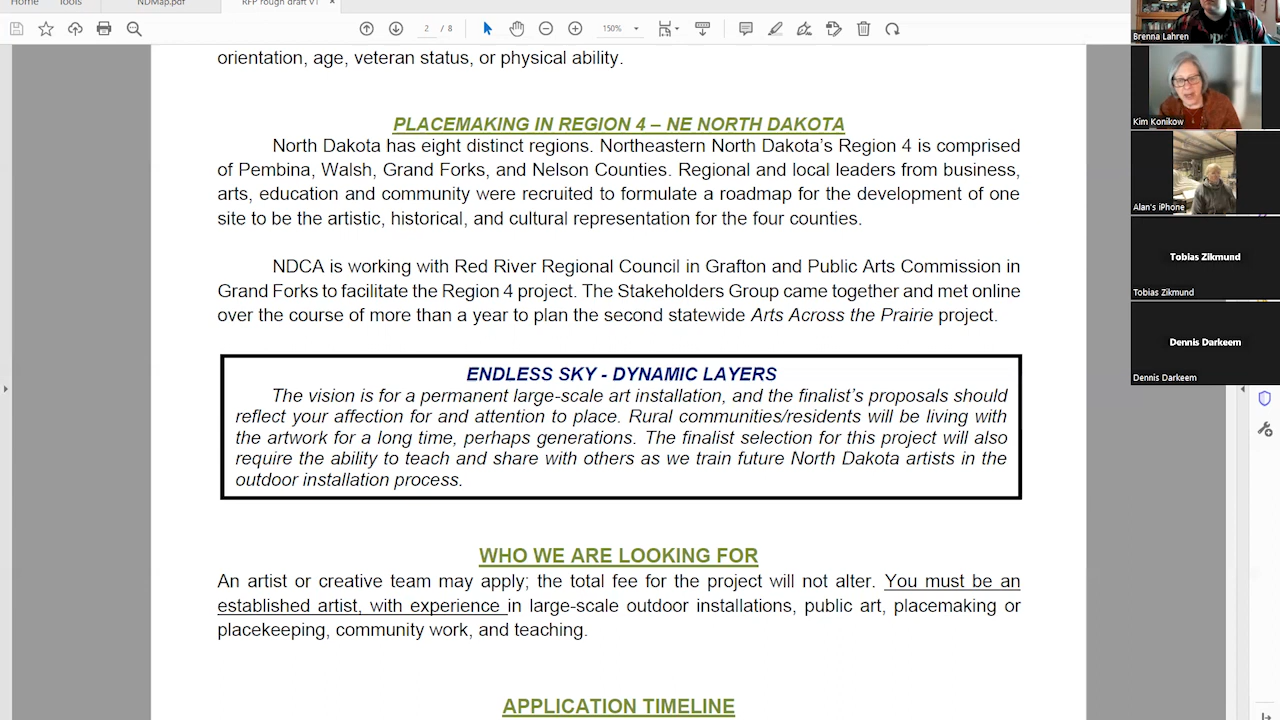 Home Tools NDMap.pdf RFP rough draft v1 ×
2 / 8 150%
orientation, age, veteran status, or physical ability.
PLACEMAKING IN REGION 4 – NE NORTH DAKOTA
North Dakota has eight distinct regions. Northeastern North Dakota's Region 4 is comprised
of Pembina, Walsh, Grand Forks, and Nelson Counties. Regional and local leaders from business,
arts, education and community were recruited to formulate a roadmap for the development of one
site to be the artistic, historical, and cultural representation for the four counties.
NDCA is working with Red River Regional Council in Grafton and Public Arts Commission in
Grand Forks to facilitate the Region 4 project. The Stakeholders Group came together and met online
over the course of more than a year to plan the second statewide Arts Across the Prairie project.
ENDLESS SKY - DYNAMIC LAYERS
The vision is for a permanent large-scale art installation, and the finalist's proposals should
reflect your affection for and attention to place. Rural communities/residents will be living with
the artwork for a long time, perhaps generations. The finalist selection for this project will also
require the ability to teach and share with others as we train future North Dakota artists in the
outdoor installation process.
WHO WE ARE LOOKING FOR
An artist or creative team may apply; the total fee for the project will not alter. You must be an
established artist, with experience in large-scale outdoor installations, public art, placemaking or
placekeeping, community work, and teaching.
APPLICATION TIMELINE
Brenna Lahren
Kim Konikow
Alan's iPhone
Tobias Zikmund
Tobias Zikmund
Dennis Darkeem
Dennis Darkeem